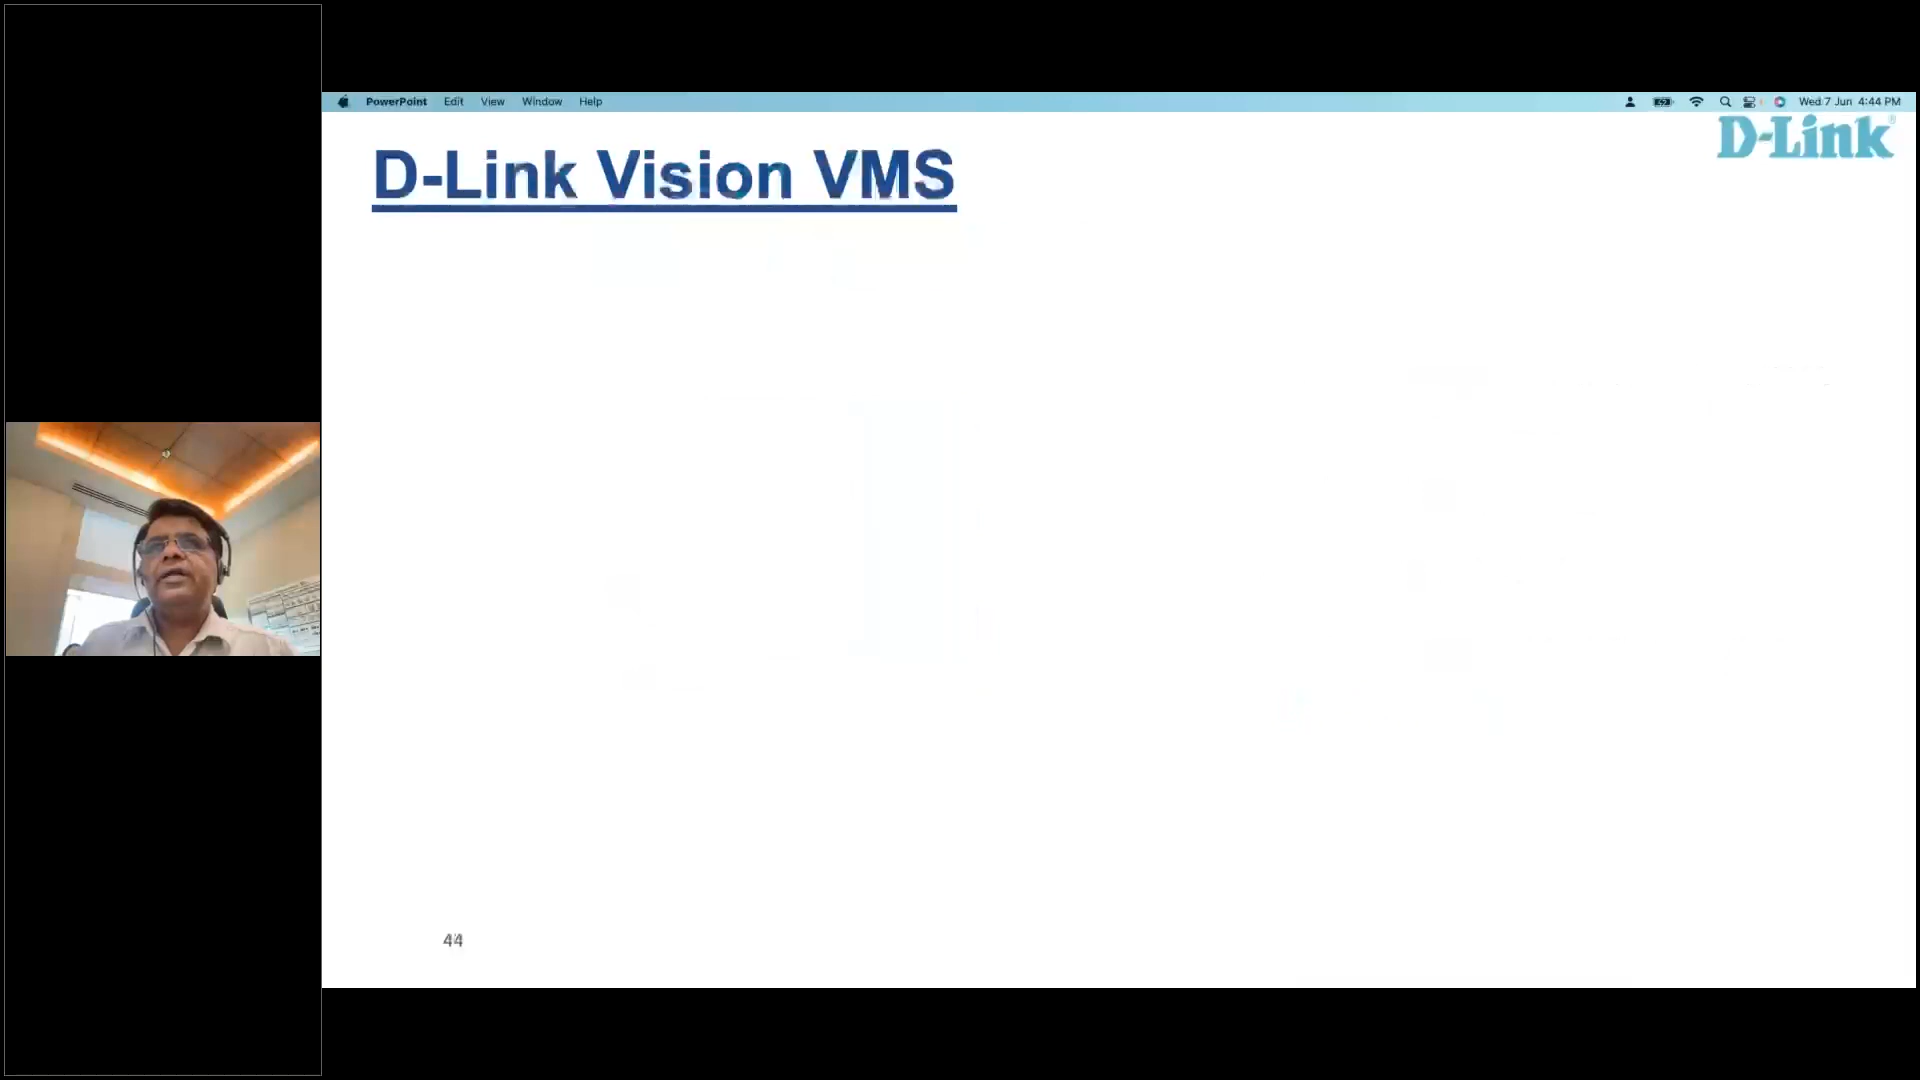 PowerPoint Edit View Window Help Wed 7 Jun 4:44 PM
D-Link®
D-Link Vision VMS
44